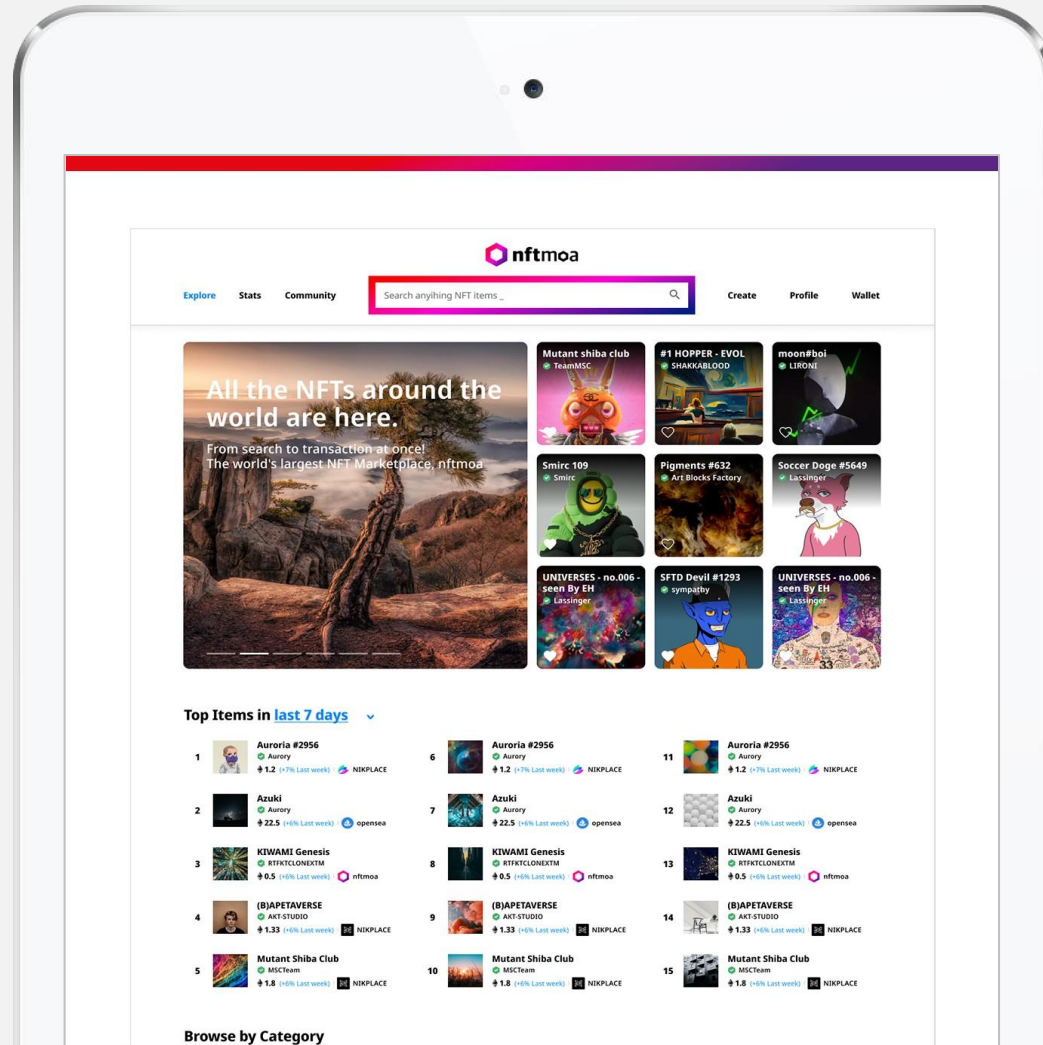 nftmoa
Explore
Stats
Community
Search anyihing NFT items _
Create
Profile
Wallet
All the NFTs around the
world are here.
From search to transaction at once!
The world's largest NFT Marketplace, nftmoa
Mutant shiba club
TeamMSC
#1 HOPPER - EVOL
SHAKKABLOOD
moon#boi
LIRONI
Smirc 109
Smirc
Pigments #632
Art Blocks Factory
Soccer Doge #5649
Lassinger
UNIVERSES - no.006 -
seen By EH
Lassinger
SFTD Devil #1293
sympathy
UNIVERSES - no.006 -
seen By EH
Lassinger
33
Top Items in last 7 days
1
Auroria #2956
Aurory
1.2 (+7% Last week) NIKPLACE
2
Azuki
Aurory
22.5 (+6% Last week) opensea
3
KIWAMI Genesis
RTFKTCLONEXTM
0.5 (+6% Last week) nftmoa
4
(B)APETAVERSE
AKT-STUDIO
1.33 (+6% Last week) NIKPLACE
5
Mutant Shiba Club
MSCTeam
1.8 (+6% Last week) NIKPLACE
6
Auroria #2956
Aurory
1.2 (+7% Last week) NIKPLACE
7
Azuki
Aurory
22.5 (+6% Last week) opensea
8
KIWAMI Genesis
RTFKTCLONEXTM
0.5 (+6% Last week) nftmoa
9
(B)APETAVERSE
AKT-STUDIO
1.33 (+6% Last week) NIKPLACE
10
Mutant Shiba Club
MSCTeam
1.8 (+6% Last week) NIKPLACE
11
Auroria #2956
Aurory
1.2 (+7% Last week) NIKPLACE
12
Azuki
Aurory
22.5 (+6% Last week) opensea
13
KIWAMI Genesis
RTFKTCLONEXTM
0.5 (+6% Last week) nftmoa
14
(B)APETAVERSE
AKT-STUDIO
1.33 (+6% Last week) NIKPLACE
15
Mutant Shiba Club
MSCTeam
1.8 (+6% Last week) NIKPLACE
Browse by Category